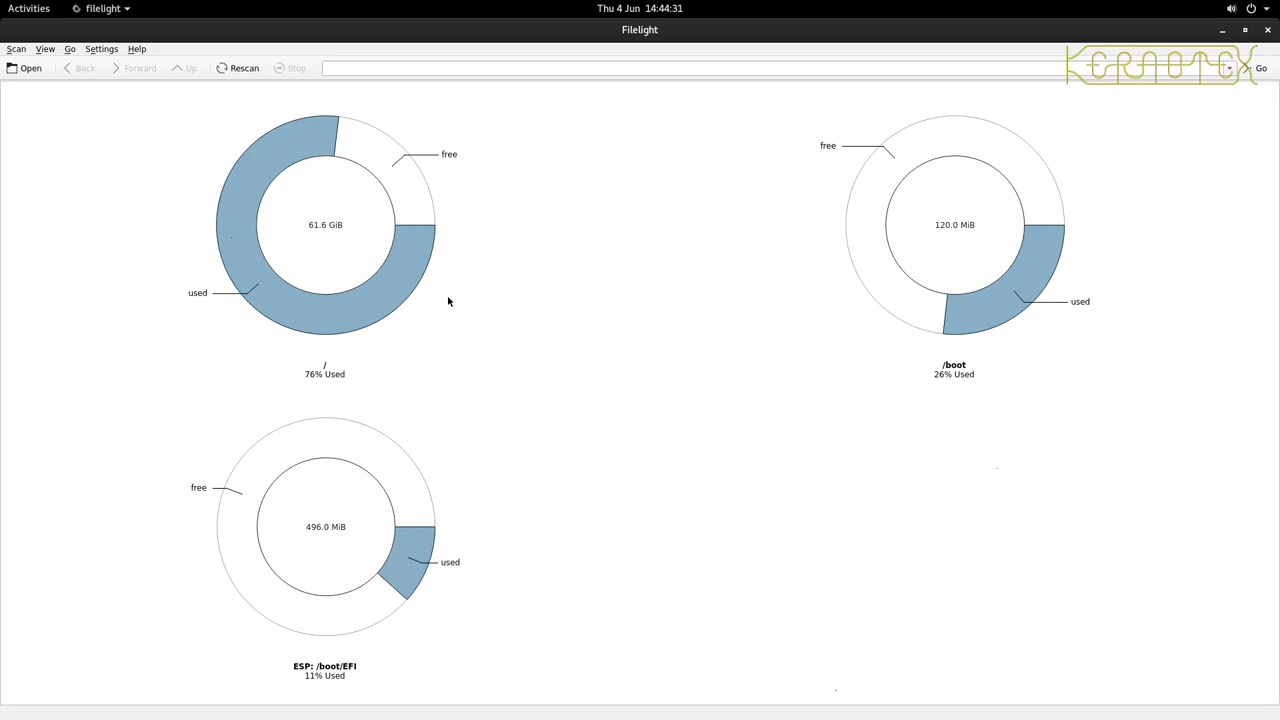 Activities filelight Thu 4 Jun 14:44:31
Filelight
Scan View Go Settings Help
Open Back Forward Up Rescan Stop Go
KERAOTEX
free
61.6 GiB
used
/
76% Used
free
120.0 MiB
used
/boot
26% Used
free
496.0 MiB
used
ESP: /boot/EFI
11% Used